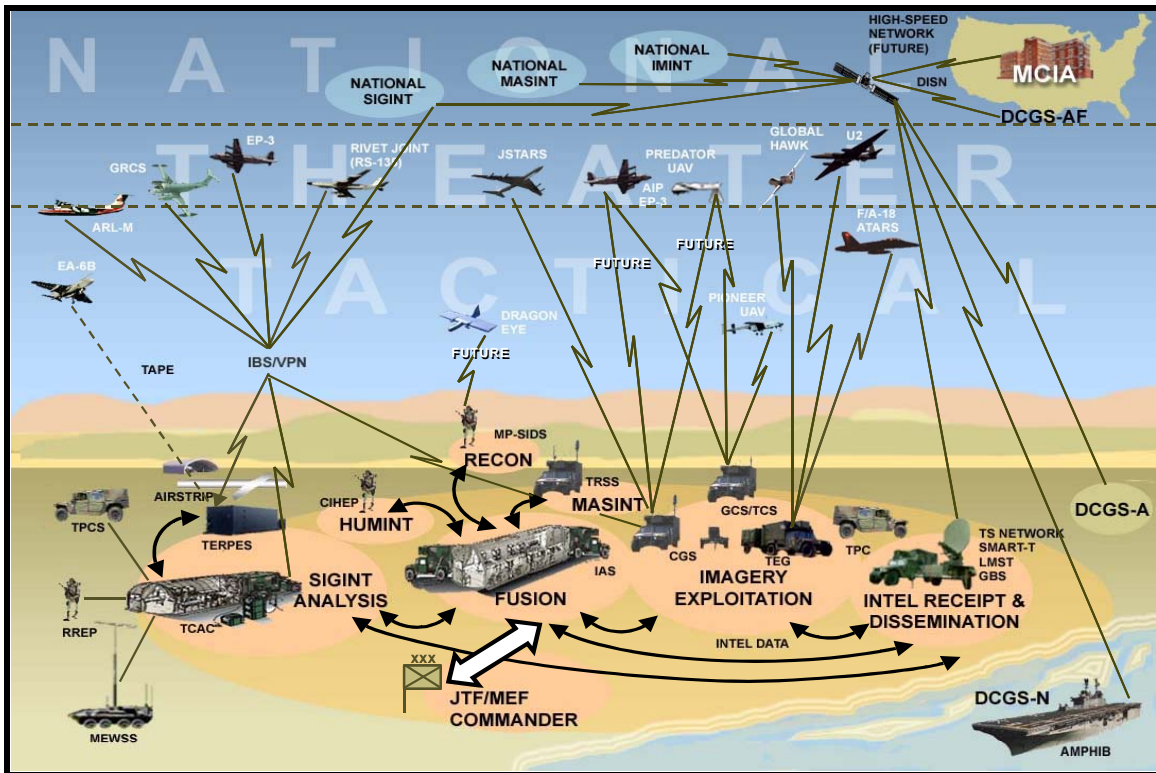 NATIONAL
THEATER
TACTICAL
NATIONAL
SIGINT
NATIONAL
MASINT
NATIONAL
IMINT
HIGH-SPEED
NETWORK
(FUTURE)
DISN
MCIA
DCGS-AF
GRCS
EP-3
RIVET JOINT
(RS-135)
JSTARS
AIP
EP-3
PREDATOR
UAV
GLOBAL
HAWK
U2
ARL-M
F/A-18
ATARS
EA-6B
FUTURE
FUTURE
DRAGON
EYE
FUTURE
PIONEER
UAV
TAPE
IBS/VPN
MP-SIDS
RECON
AIRSTRIP
TPCS
TERPES
CIHEP
HUMINT
TRSS
MASINT
GCS/TCS
DCGS-A
CGS
TEG
TPC
TS NETWORK
SMART-T
LMST
GBS
IAS
SIGINT
ANALYSIS
FUSION
IMAGERY
EXPLOITATION
INTEL RECEIPT &
DISSEMINATION
RREP
TCAC
INTEL DATA
XXX
JTF/MEF
COMMANDER
MEWSS
DCGS-N
AMPHIB